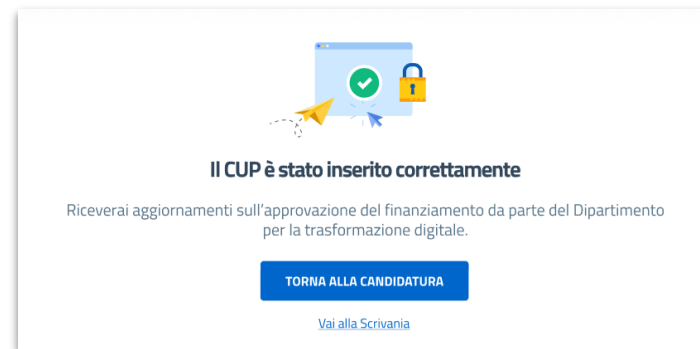 Il CUP è stato inserito correttamente
Riceverai aggiornamenti sull’approvazione del finanziamento da parte del Dipartimento
per la trasformazione digitale.
TORNA ALLA CANDIDATURA
Vai alla Scrivania